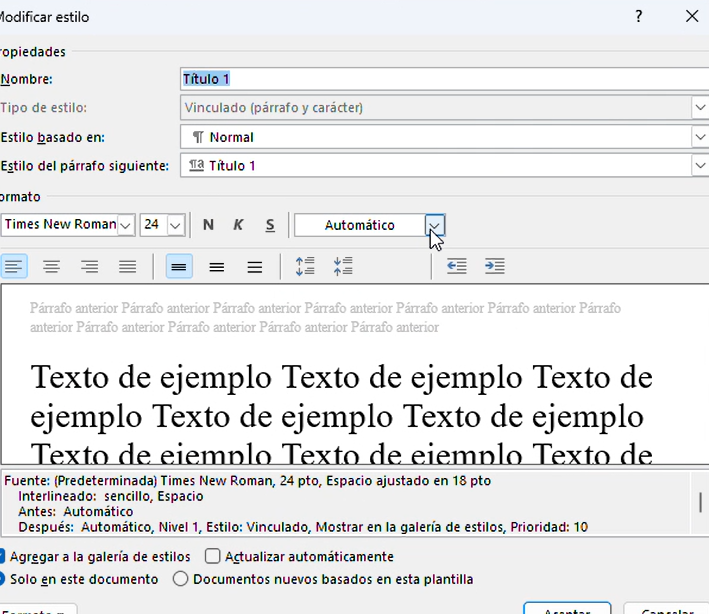 Modificar estilo ?
ropiedades
Nombre: Título 1
Tipo de estilo: Vinculado (párrafo y carácter)
Estilo basado en: ¶ Normal
Estilo del párrafo siguiente: ¶a Título 1
ormato
Times New Roman 24 N K S Automático
Párrafo anterior Párrafo anterior Párrafo anterior Párrafo anterior Párrafo anterior Párrafo anterior Párrafo
anterior Párrafo anterior Párrafo anterior Párrafo anterior Párrafo anterior
Texto de ejemplo Texto de ejemplo Texto de
ejemplo Texto de ejemplo Texto de ejemplo
Texto de ejemplo Texto de ejemplo Texto de
Fuente: (Predeterminada) Times New Roman, 24 pto, Espacio ajustado en 18 pto
Interlineado: sencillo, Espacio
Antes: Automático
Después: Automático, Nivel 1, Estilo: Vinculado, Mostrar en la galería de estilos, Prioridad: 10
Agregar a la galería de estilos Actualizar automáticamente
Solo en este documento Documentos nuevos basados en esta plantilla
Formato Aceptar Cancelar